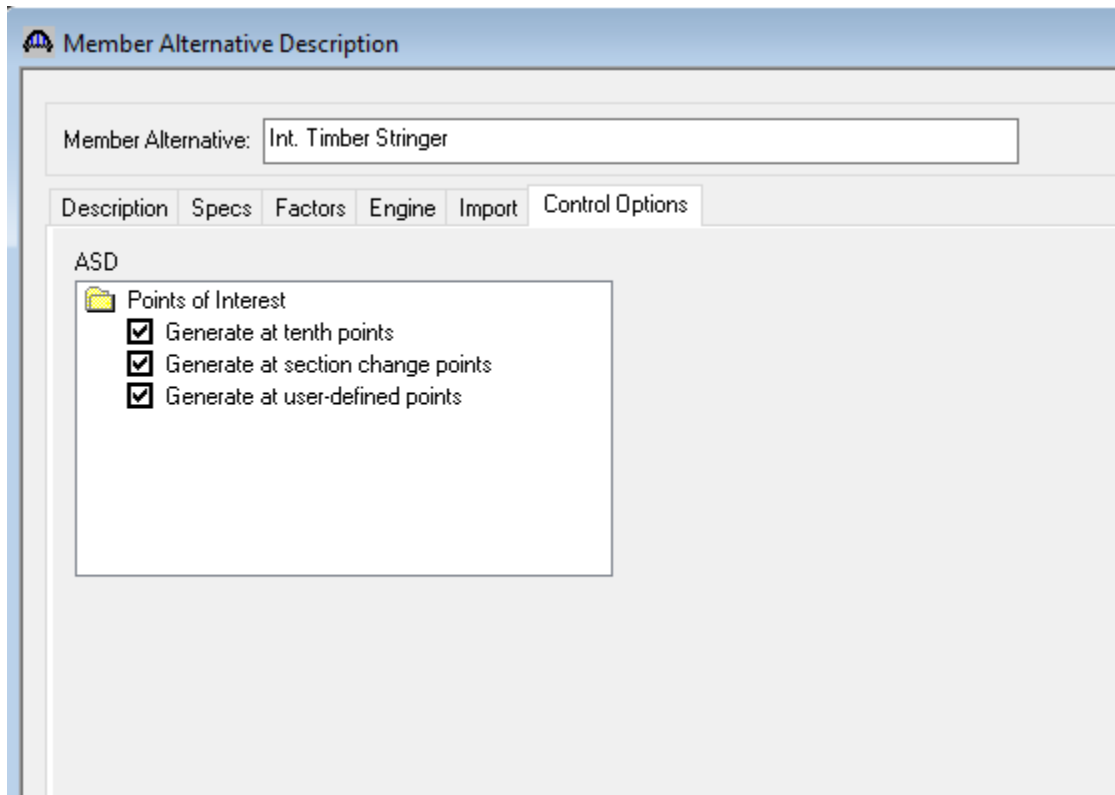 Member Alternative Description
Member Alternative: Int. Timber Stringer
Description Specs Factors Engine Import Control Options
ASD
Points of Interest
Generate at tenth points
Generate at section change points
Generate at user-defined points